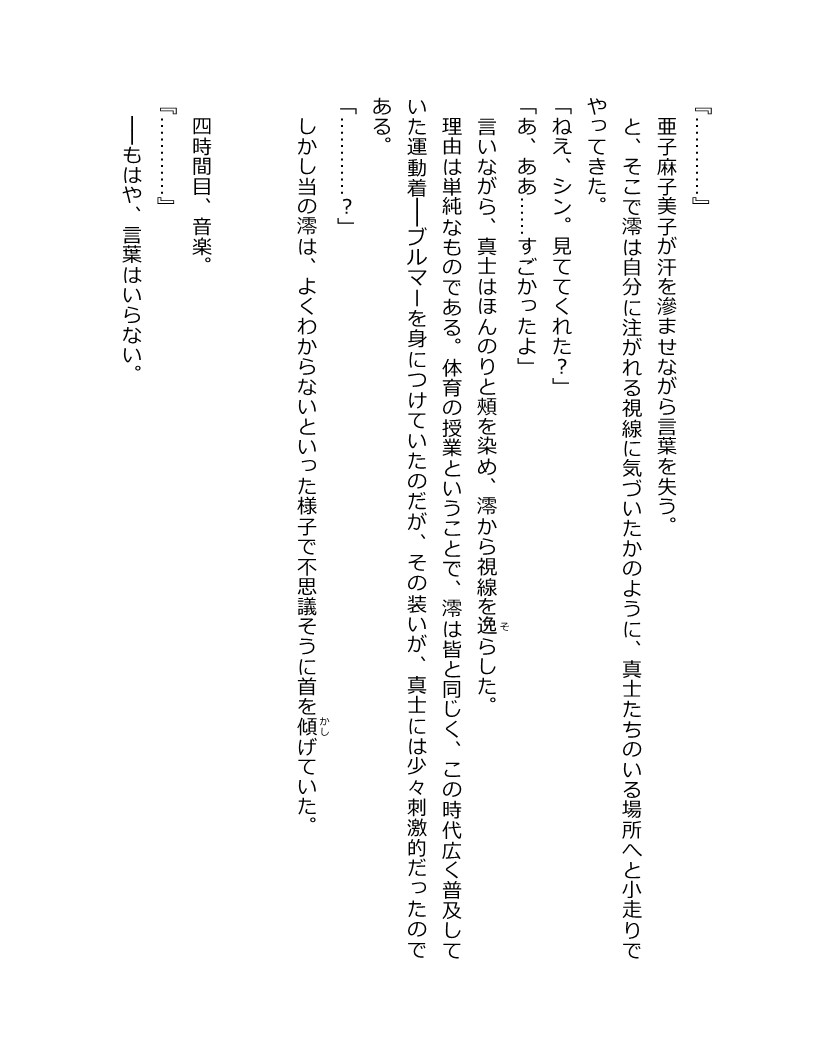 『…………』
　亜子麻子美子が汗を滲ませながら言葉を失う。
　と、そこで澪は自分に注がれる視線に気づいたかのように、真士たちのいる場所へと小走りで
やってきた。
「ねえ、シン。見ててくれた？」
「あ、ああ……すごかったよ」
　言いながら、真士はほんのりと頰を染め、澪から視線を逸らした。
　理由は単純なものである。体育の授業ということで、澪は皆と同じく、この時代広く普及して
いた運動着――ブルマーを身につけていたのだが、その装いが、真士には少々刺激的だったので
ある。
「…………？」
　しかし当の澪は、よくわからないといった様子で不思議そうに首を傾げていた。
　四時間目、音楽。
『…………』
　――もはや、言葉はいらない。